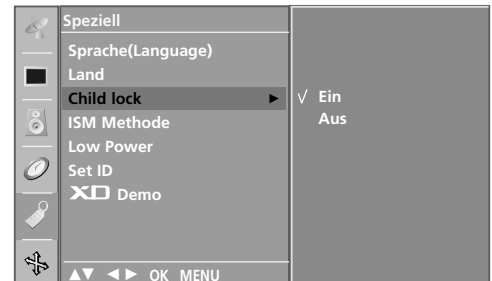 Speziell
Sprache(Language)
Land
Child lock ►
ISM Methode
Low Power
Set ID
XD Demo
▲▼ ◄► OK MENU
√ Ein
Aus